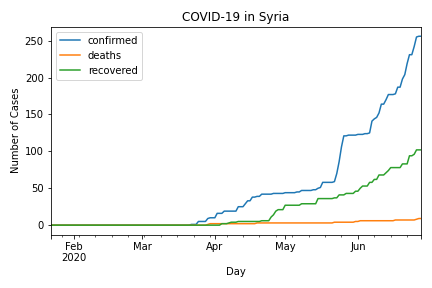 COVID-19 in Syria
confirmed
deaths
recovered
Number of Cases
250
200
150
100
50
0
Feb
2020
Mar
Apr
May
Jun
Day